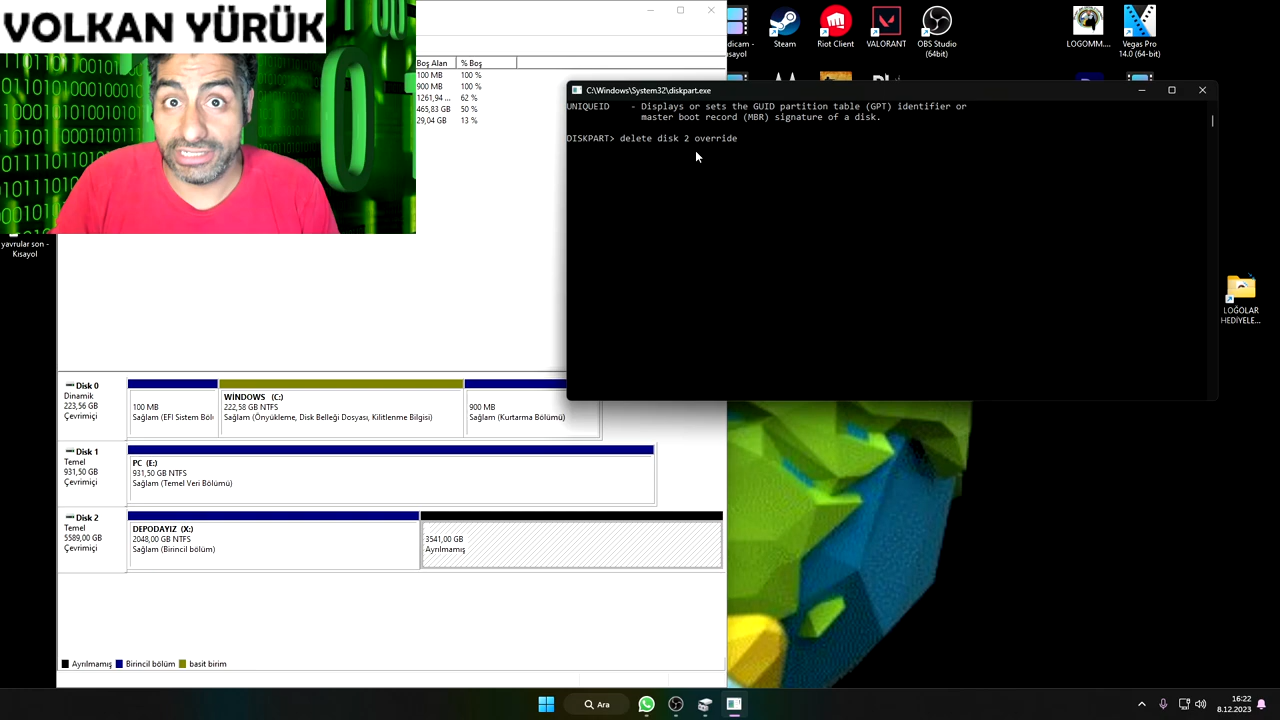 VOLKAN YÜRÜK
Boş Alan % Boş
100 MB 100 %
900 MB 100 %
1261,94 ... 62 %
465,83 GB 50 %
29,04 GB 13 %
Steam
Riot Client
VALORANT
OBS Studio
(64bit)
LOGOMM....
Vegas Pro
14.0 (64-bit)
C:\Windows\System32\diskpart.exe
UNIQUEID - Displays or sets the GUID partition table (GPT) identifier or
master boot record (MBR) signature of a disk.
DISKPART> delete disk 2 override
yavrular son -
Kısayol
LOĞOLAR
HEDİYELE...
Disk 0
Dinamik
223,56 GB
Çevrimiçi
100 MB
Sağlam (EFI Sistem Böl
WİNDOWS (C:)
222,58 GB NTFS
Sağlam (Önyükleme, Disk Belleği Dosyası, Kilitlenme Bilgisi)
900 MB
Sağlam (Kurtarma Bölümü)
Disk 1
Temel
931,50 GB
Çevrimiçi
PC (E:)
931,50 GB NTFS
Sağlam (Temel Veri Bölümü)
Disk 2
Temel
5589,00 GB
Çevrimiçi
DEPODAYIZ (X:)
2048,00 GB NTFS
Sağlam (Birincil bölüm)
3541,00 GB
Ayrılmamış
Ayrılmamış Birincil bölüm basit birim
Ara
16:22
8.12.2023